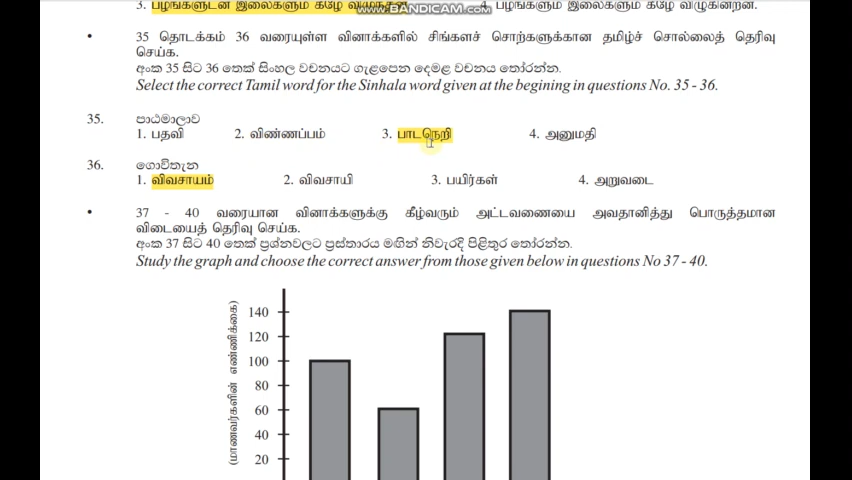 3. பழங்களுடன் இலைகளும் கீழே விழுகின்றன 4. பழங்களும் இலைகளும் கீழே விழுகின்றன.
WWW.BANDICAM.COM
• 35 தொடக்கம் 36 வரையுள்ள வினாக்களில் சிங்களச் சொற்களுக்கான தமிழ்ச் சொல்லைத் தெரிவு
செய்க.
අංක 35 සිට 36 තෙක් සිංහල වචනයට ගැළපෙන දෙමළ වචනය තෝරන්න.
Select the correct Tamil word for the Sinhala word given at the begining in questions No. 35 - 36.
35. පාඨමාලාව
1. பதவி 2. விண்ணப்பம் 3. பாடநெறி 4. அனுமதி
36. ගොවිතැන
1. விவசாயம் 2. விவசாயி 3. பயிர்கள் 4. அறுவடை
• 37 - 40 வரையான வினாக்களுக்கு கீழ்வரும் அட்டவணையை அவதானித்து பொருத்தமான
விடையைத் தெரிவு செய்க.
අංක 37 සිට 40 තෙක් ප්‍රශ්නවලට ප්‍රස්තාරය මඟින් නිවැරදි පිළිතුර තෝරන්න.
Study the graph and choose the correct answer from those given below in questions No 37 - 40.
(மாணவர்களின் எண்ணிக்கை)
140
120
100
80
60
40
20